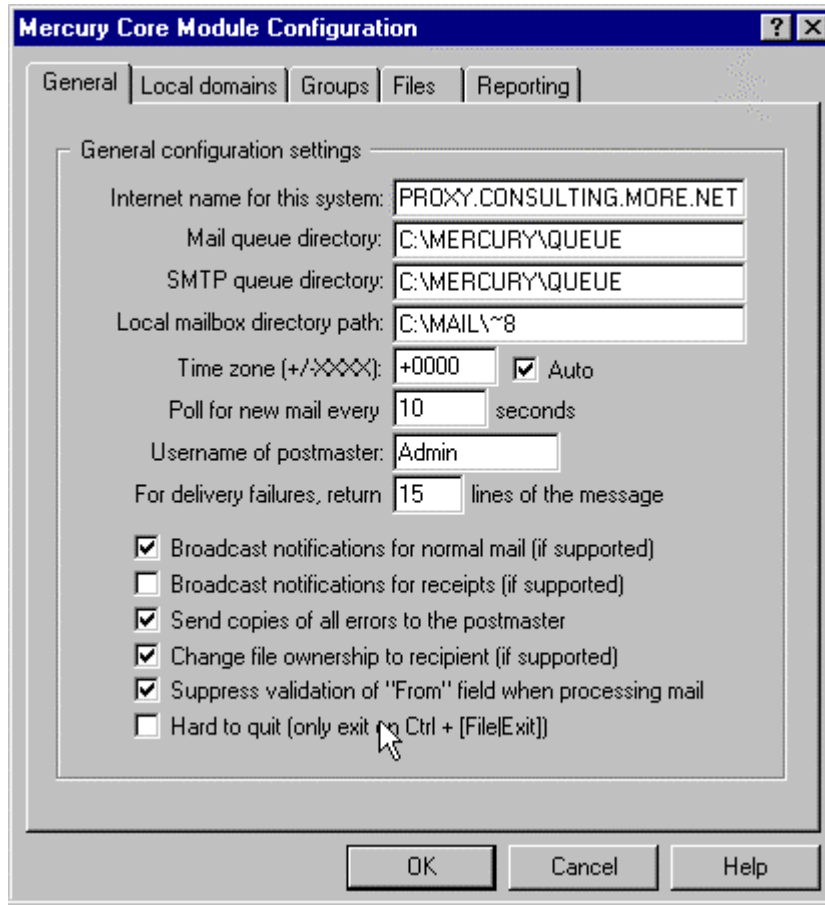 Mercury Core Module Configuration
General Local domains Groups Files Reporting
General configuration settings
Internet name for this system: PROXY.CONSULTING.MORE.NET
Mail queue directory: C:\MERCURY\QUEUE
SMTP queue directory: C:\MERCURY\QUEUE
Local mailbox directory path: C:\MAIL\~8
Time zone (+/-XXXX): +0000 Auto
Poll for new mail every 10 seconds
Username of postmaster: Admin
For delivery failures, return 15 lines of the message
Broadcast notifications for normal mail (if supported)
Broadcast notifications for receipts (if supported)
Send copies of all errors to the postmaster
Change file ownership to recipient (if supported)
Suppress validation of "From" field when processing mail
Hard to quit (only exit on Ctrl + [File|Exit])
OK Cancel Help